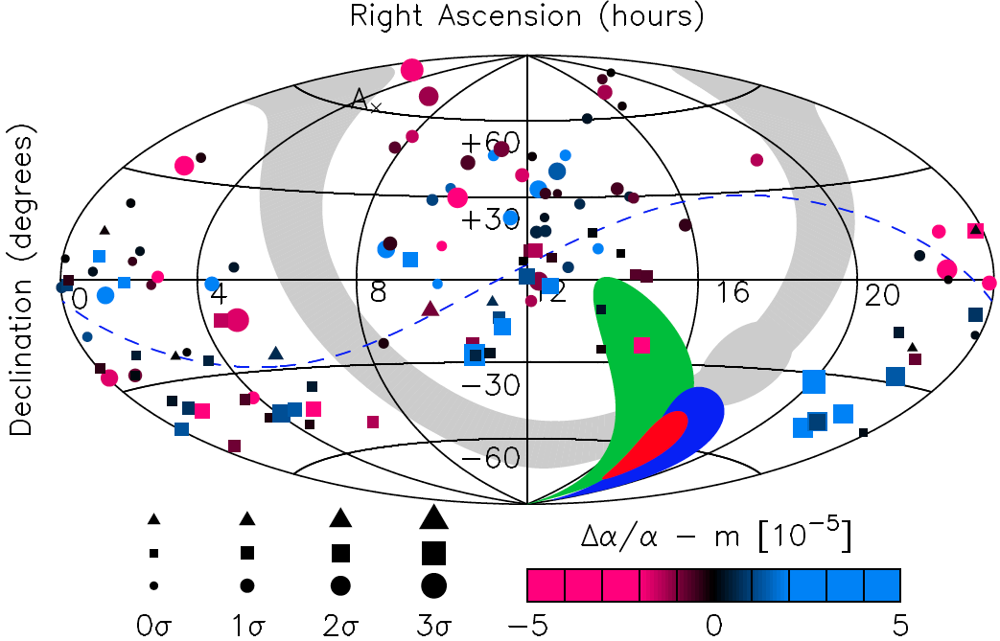 Right Ascension (hours)
Declination (degrees)
A×
+60
+30
0 4 8 12 16 20
−30
−60
0σ 1σ 2σ 3σ
Δα/α − m [10⁻⁵]
−5 0 5